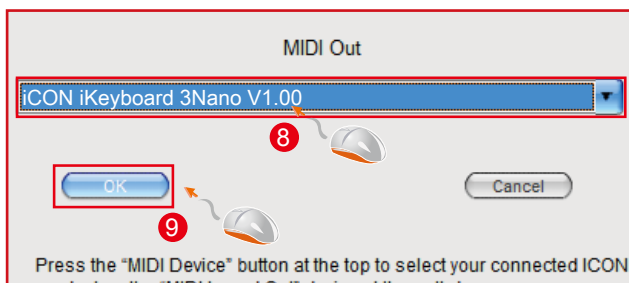 MIDI Out
iCON iKeyboard 3Nano V1.00
8
OK
Cancel
9
Press the “MIDI Device” button at the top to select your connected ICON